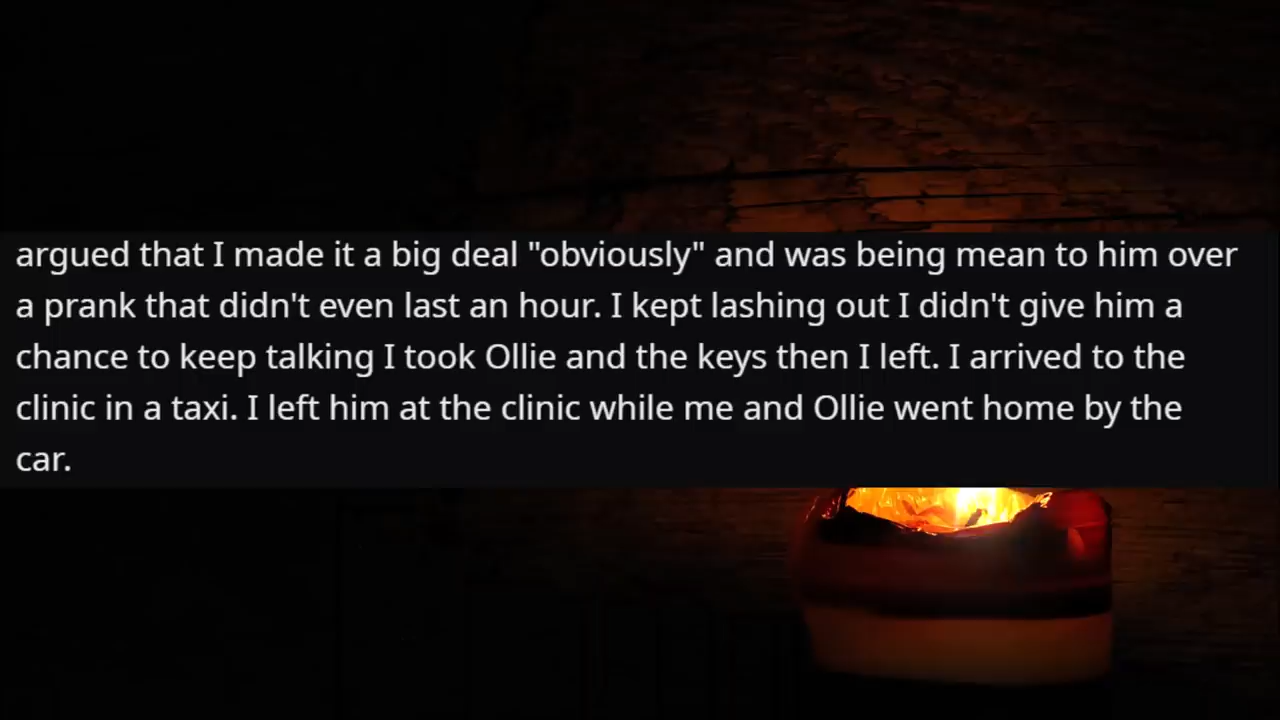 argued that I made it a big deal "obviously" and was being mean to him over
a prank that didn't even last an hour. I kept lashing out I didn't give him a
chance to keep talking I took Ollie and the keys then I left. I arrived to the
clinic in a taxi. I left him at the clinic while me and Ollie went home by the
car.